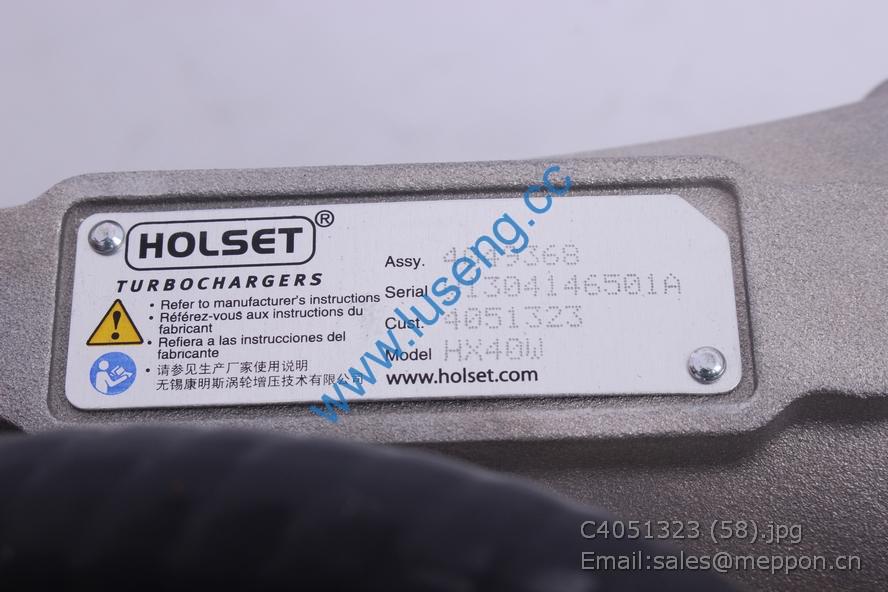 HOLSET®
TURBOCHARGERS
• Refer to manufacturer's instructions
• Référez-vous aux instructions du
fabricant
• Refiera a las instrucciones del
fabricante
• 请参见生产厂家使用说明
无锡康明斯涡轮增压技术有限公司
Assy.
Serial
Cust. 4051323
Model HX40W
www.holset.com
www.luseng.cc
C4051323 (58).jpg
Email:sales@meppon.cn